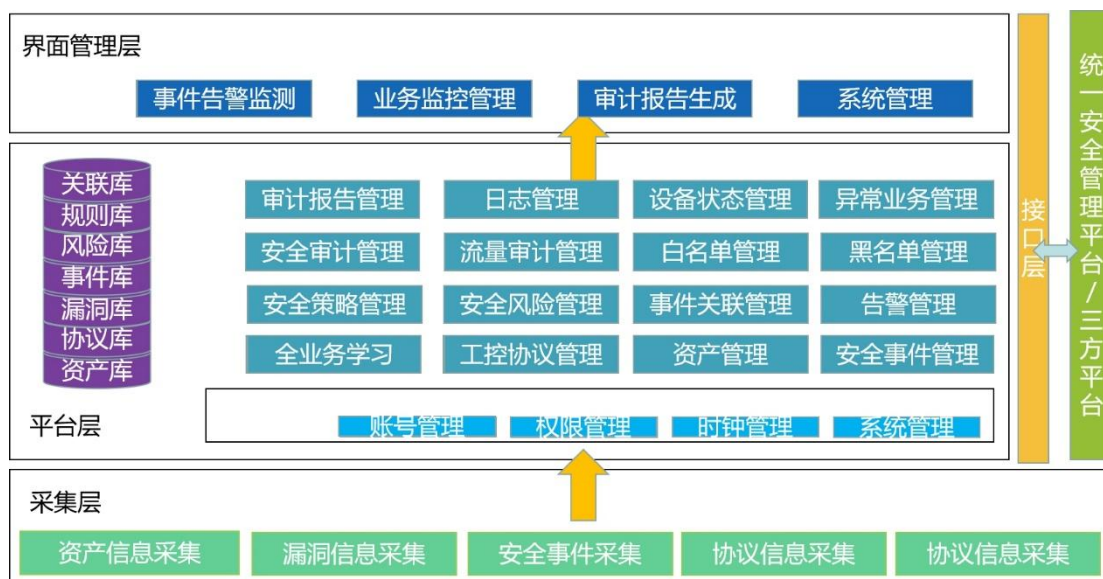 界面管理层
事件告警监测 业务监控管理 审计报告生成 系统管理
关联库
规则库
风险库
事件库
漏洞库
协议库
资产库
审计报告管理 日志管理 设备状态管理 异常业务管理
安全审计管理 流量审计管理 白名单管理 黑名单管理
安全策略管理 安全风险管理 事件关联管理 告警管理
全业务学习 工控协议管理 资产管理 安全事件管理
平台层
账号管理 权限管理 时钟管理 系统管理
采集层
资产信息采集 漏洞信息采集 安全事件采集 协议信息采集 协议信息采集
接口层
统一安全管理平台/三方平台